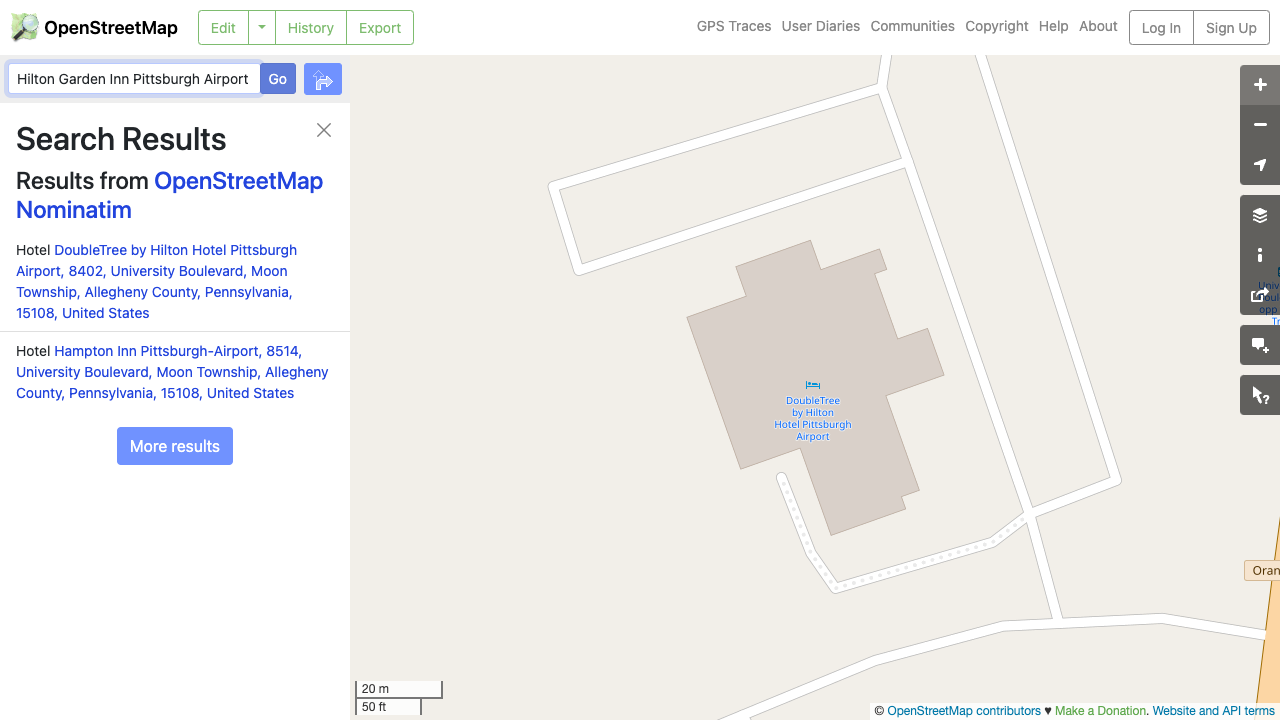 OpenStreetMap
Edit
History
Export
GPS Traces
User Diaries
Communities
Copyright
Help
About
Log In
Sign Up
Hilton Garden Inn Pittsburgh Airport
Go
Search Results
Results from OpenStreetMap
Nominatim
Hotel DoubleTree by Hilton Hotel Pittsburgh
Airport, 8402, University Boulevard, Moon
Township, Allegheny County, Pennsylvania,
15108, United States
Hotel Hampton Inn Pittsburgh-Airport, 8514,
University Boulevard, Moon Township, Allegheny
County, Pennsylvania, 15108, United States
More results
DoubleTree
by Hilton
Hotel Pittsburgh
Airport
Oran
20 m
50 ft
© OpenStreetMap contributors ♥ Make a Donation. Website and API terms